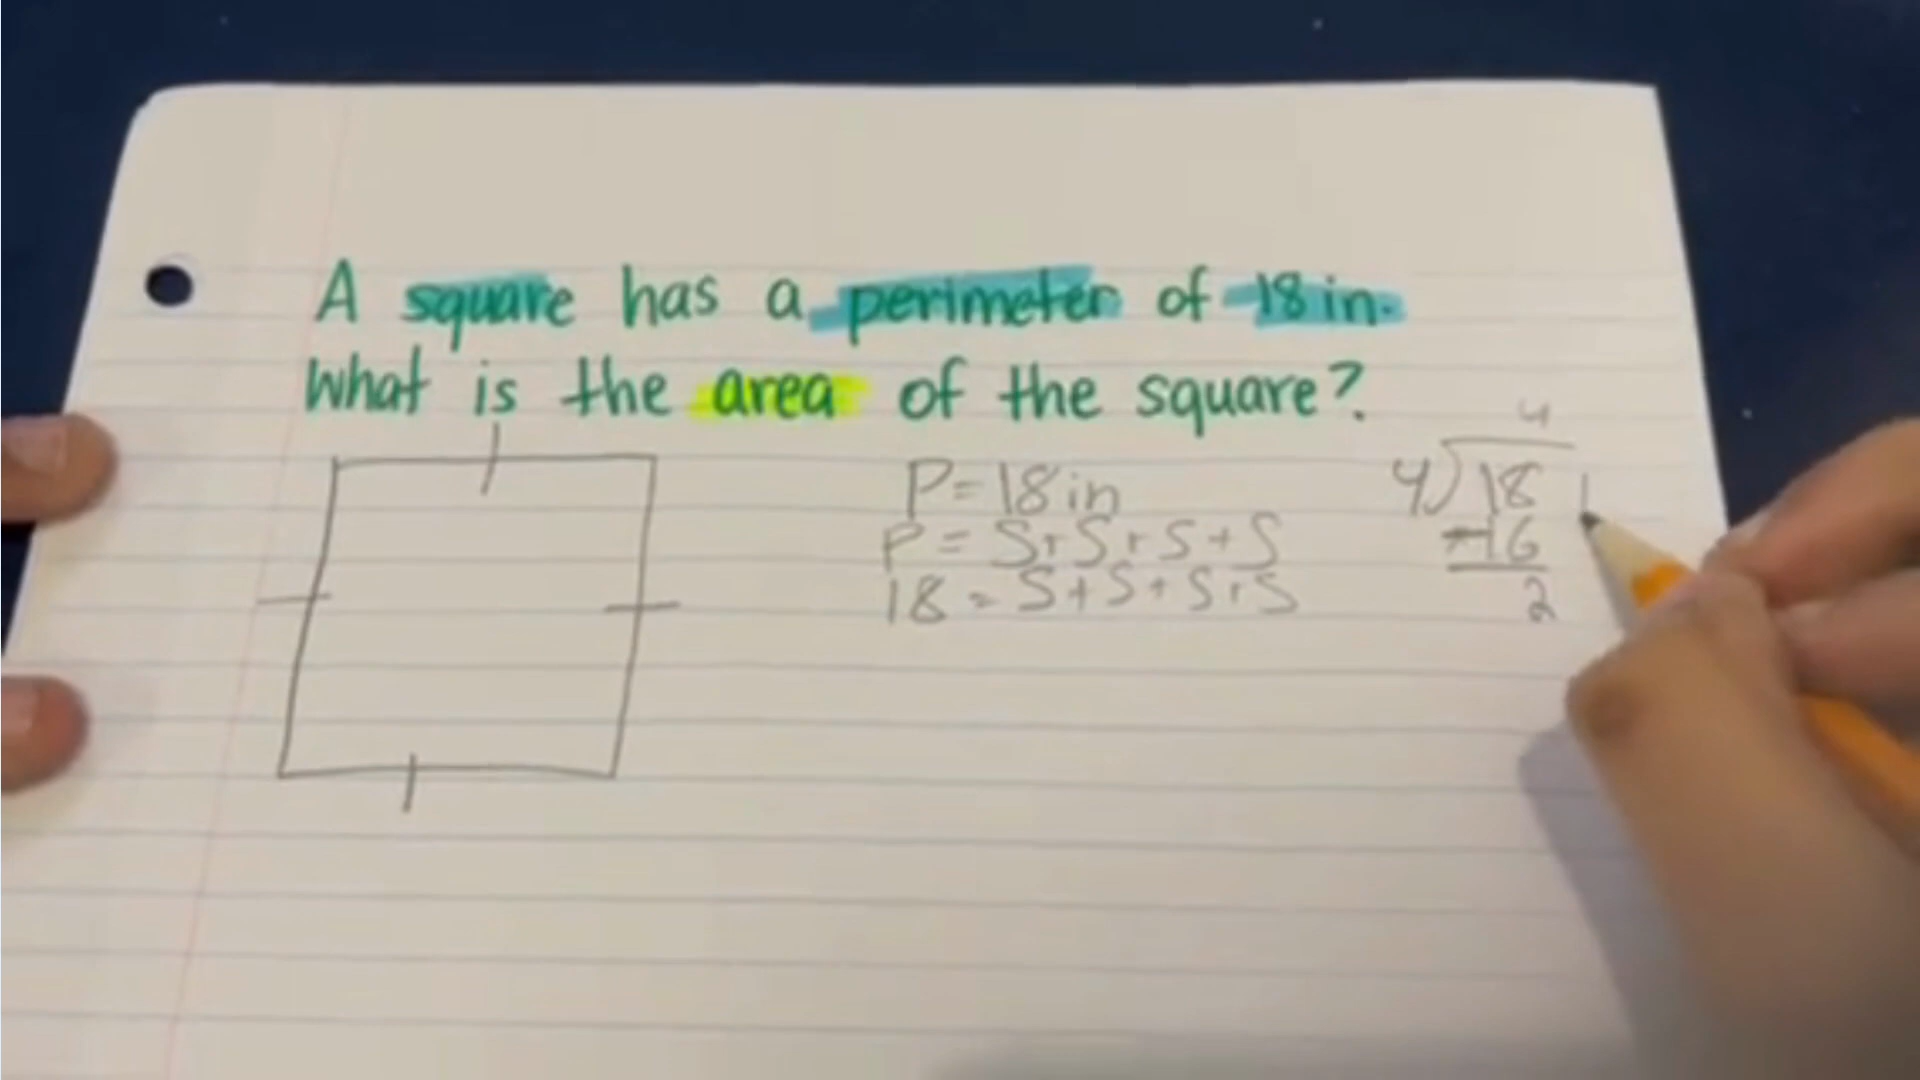 A square has a perimeter of 18 in.
What is the area of the square?
P = 18 in
P = S + S + S + S
18 = S + S + S + S
4
4)18
-16
2